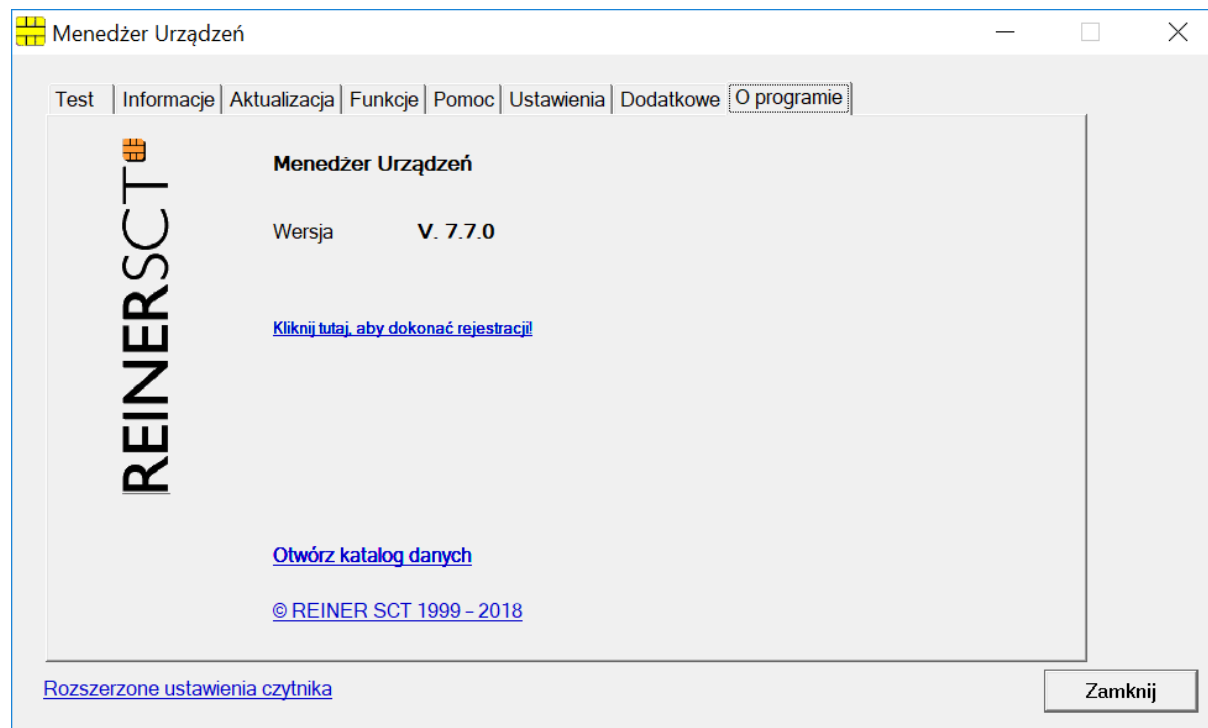 Menedżer Urządzeń
Test Informacje Aktualizacja Funkcje Pomoc Ustawienia Dodatkowe O programie
REINERSCT
Menedżer Urządzeń
Wersja V. 7.7.0
Kliknij tutaj, aby dokonać rejestracji!
Otwórz katalog danych
© REINER SCT 1999 – 2018
Rozszerzone ustawienia czytnika
Zamknij